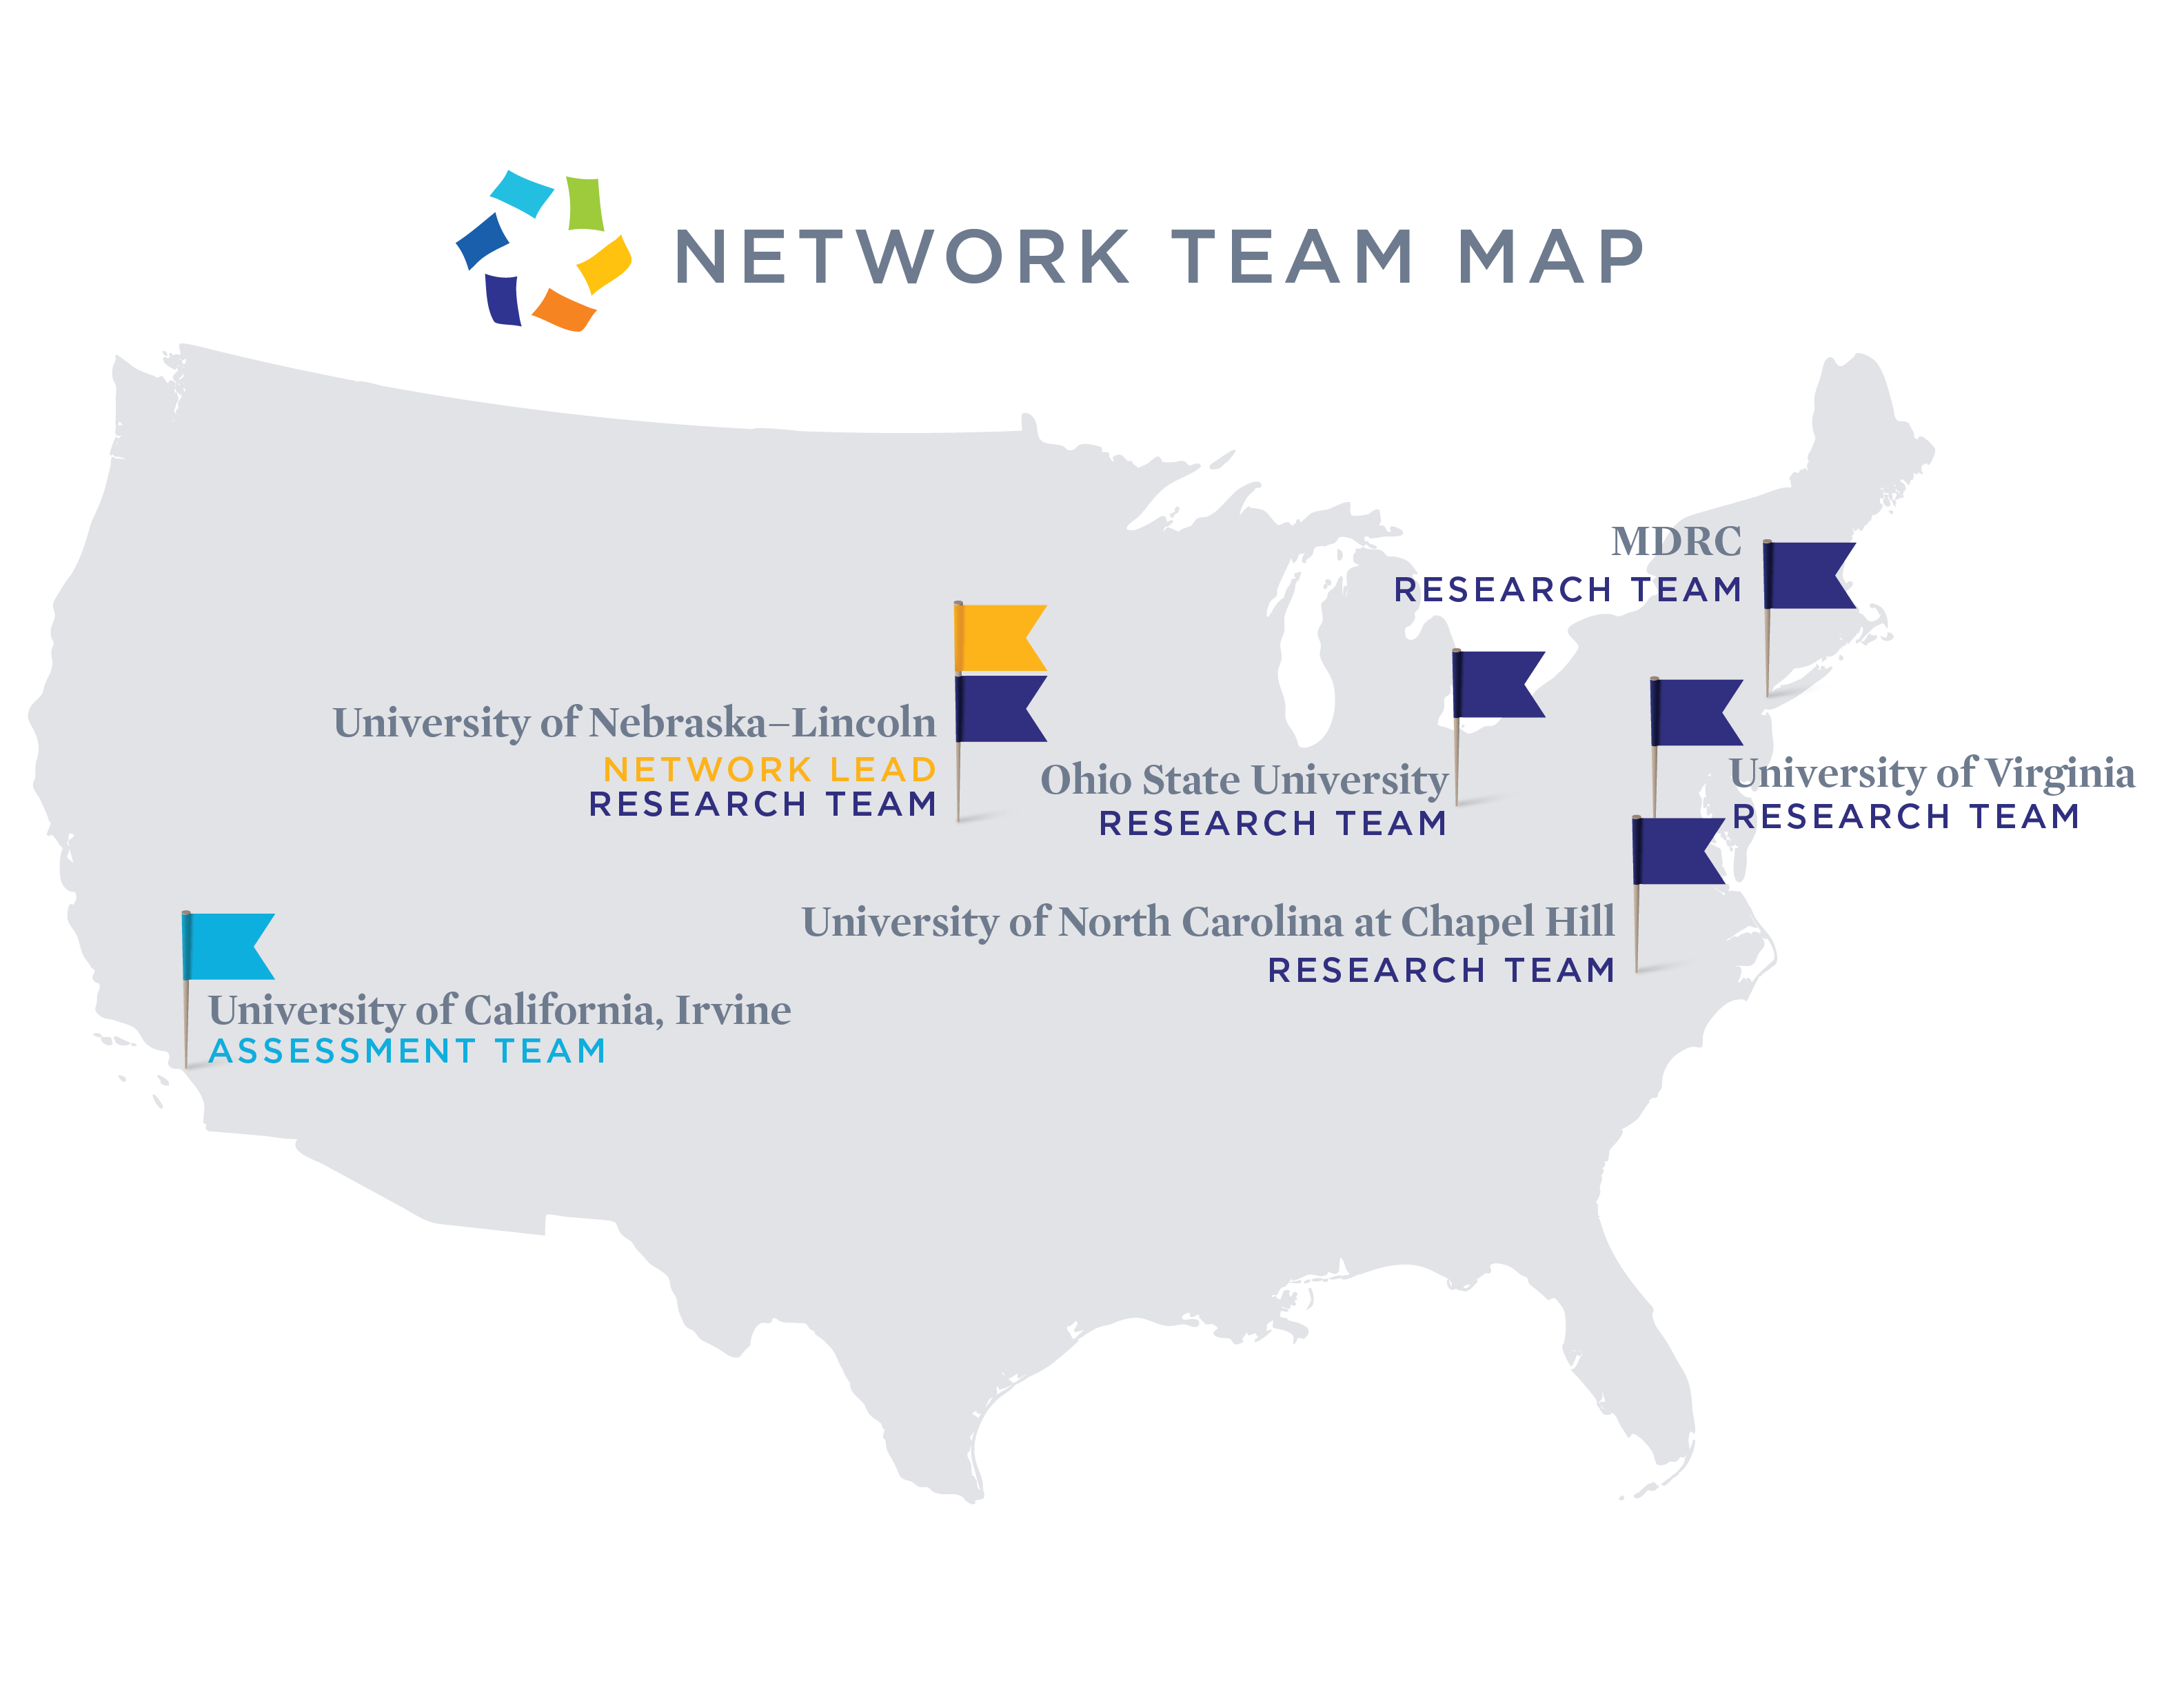 NETWORK TEAM MAP
MDRC
RESEARCH TEAM
University of Nebraska–Lincoln
NETWORK LEAD
RESEARCH TEAM
Ohio State University
RESEARCH TEAM
University of Virginia
RESEARCH TEAM
University of North Carolina at Chapel Hill
RESEARCH TEAM
University of California, Irvine
ASSESSMENT TEAM